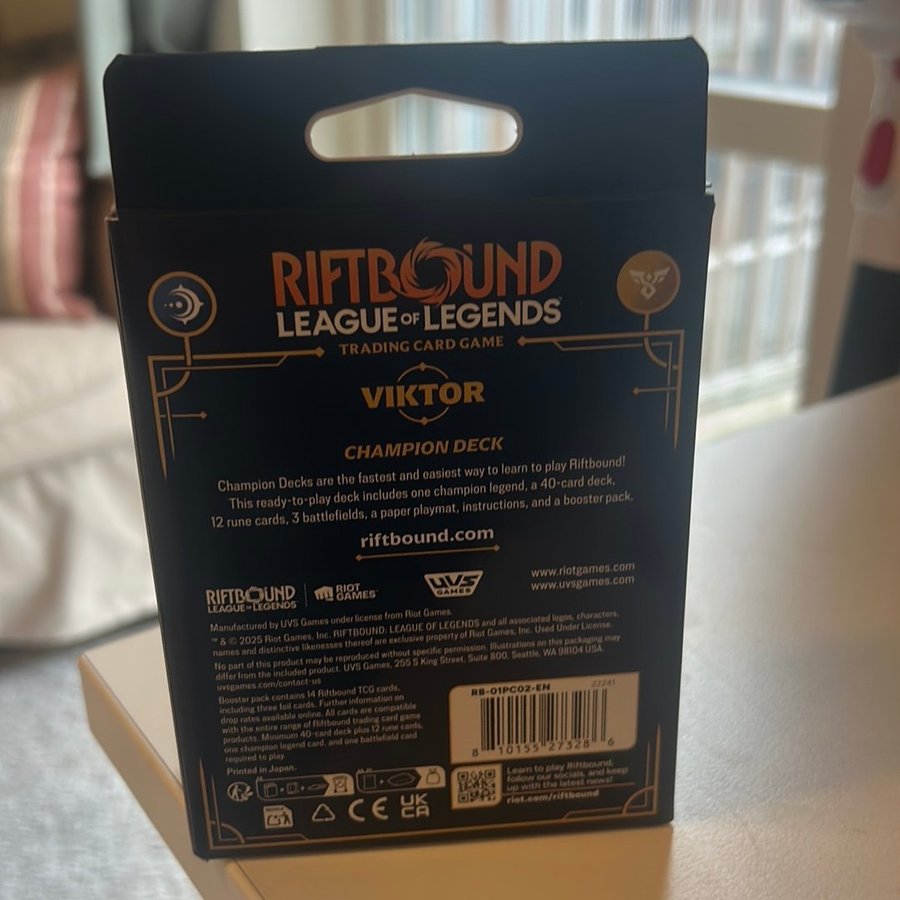 RIFTBOUND
LEAGUE OF LEGENDS
TRADING CARD GAME
VIKTOR
CHAMPION DECK
Champion Decks are the fastest and easiest way to learn to play Riftbound!
This ready-to-play deck includes one champion legend, a 40-card deck,
12 rune cards, 3 battlefields, a paper playmat, instructions, and a booster pack.
riftbound.com
RIFTBOUND
LEAGUE OF LEGENDS
RIOT
GAMES
UVS
GAMES
www.riotgames.com
www.uvsgames.com
Manufactured by UVS Games under license from Riot Games.
™ & © 2025 Riot Games, Inc. RIFTBOUND: LEAGUE OF LEGENDS and all associated logos, characters,
names and distinctive likenesses thereof are exclusive property of Riot Games, Inc. Used Under License.
No part of this product may be reproduced without specific permission. Illustrations on this packaging may
differ from the included product. UVS Games, 255 S King Street, Suite 800, Seattle, WA 98104 USA.
uvsgames.com/contact-us
Booster pack contains 14 Riftbound TCG cards,
including three foil cards. Further information on
drop rates available online. All cards are compatible
with the entire range of Riftbound trading card game
products. Minimum 40-card deck plus 12 rune cards,
one champion legend card, and one battlefield card
required to play.
Printed in Japan.
RB-01PC02-EN
22241
8 10155 27328 6
Learn to play Riftbound,
follow our socials, and keep
up with the latest news!
riot.com/riftbound
CE
UK
CA